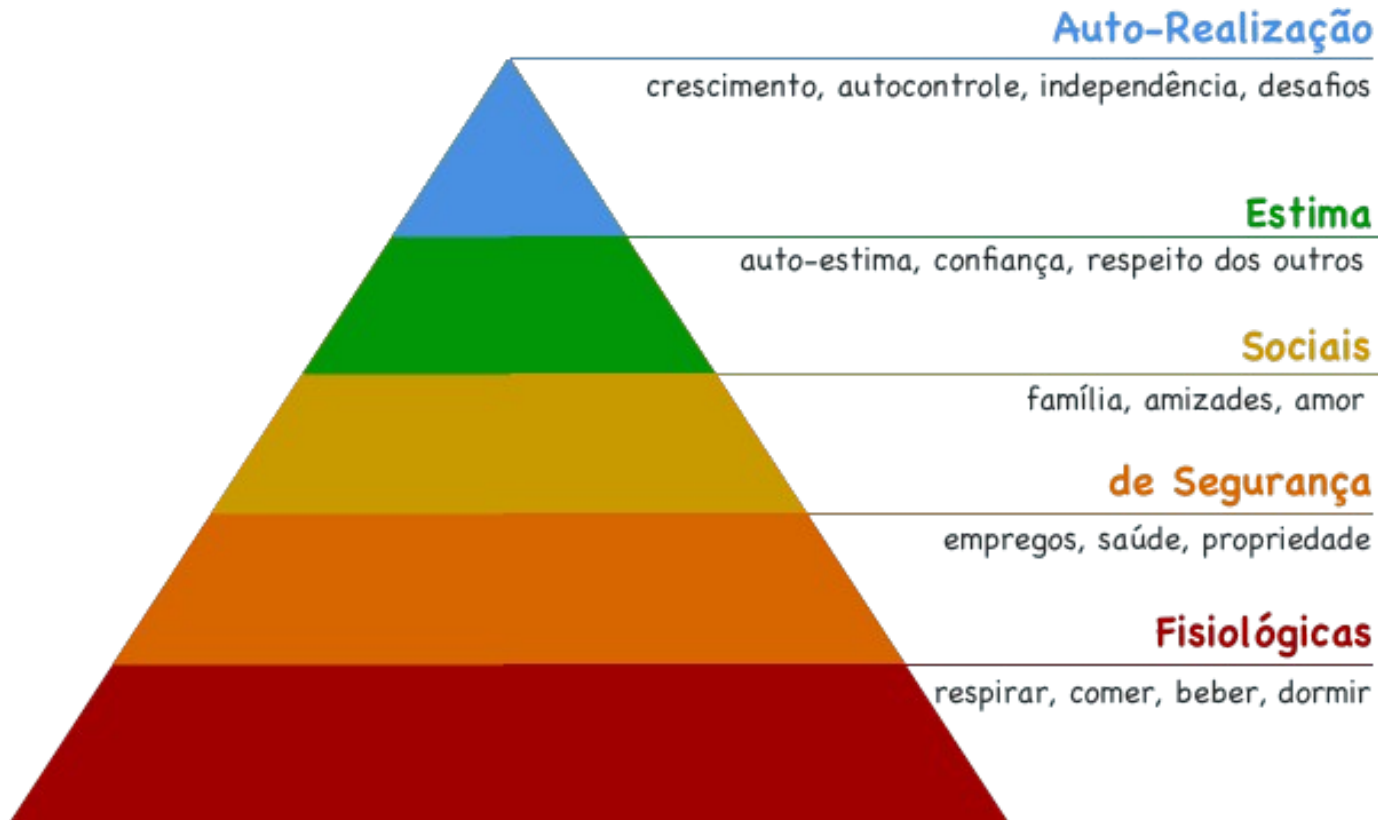 Auto-Realização
crescimento, autocontrole, independência, desafios
Estima
auto-estima, confiança, respeito dos outros
Sociais
família, amizades, amor
de Segurança
empregos, saúde, propriedade
Fisiológicas
respirar, comer, beber, dormir